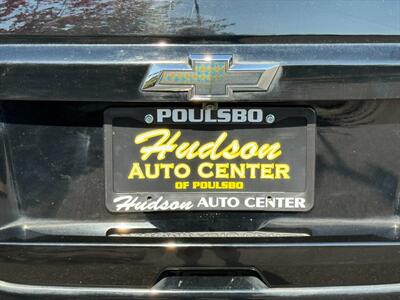 POULSBO
Hudson
AUTO CENTER
OF POULSBO
Hudson AUTO CENTER